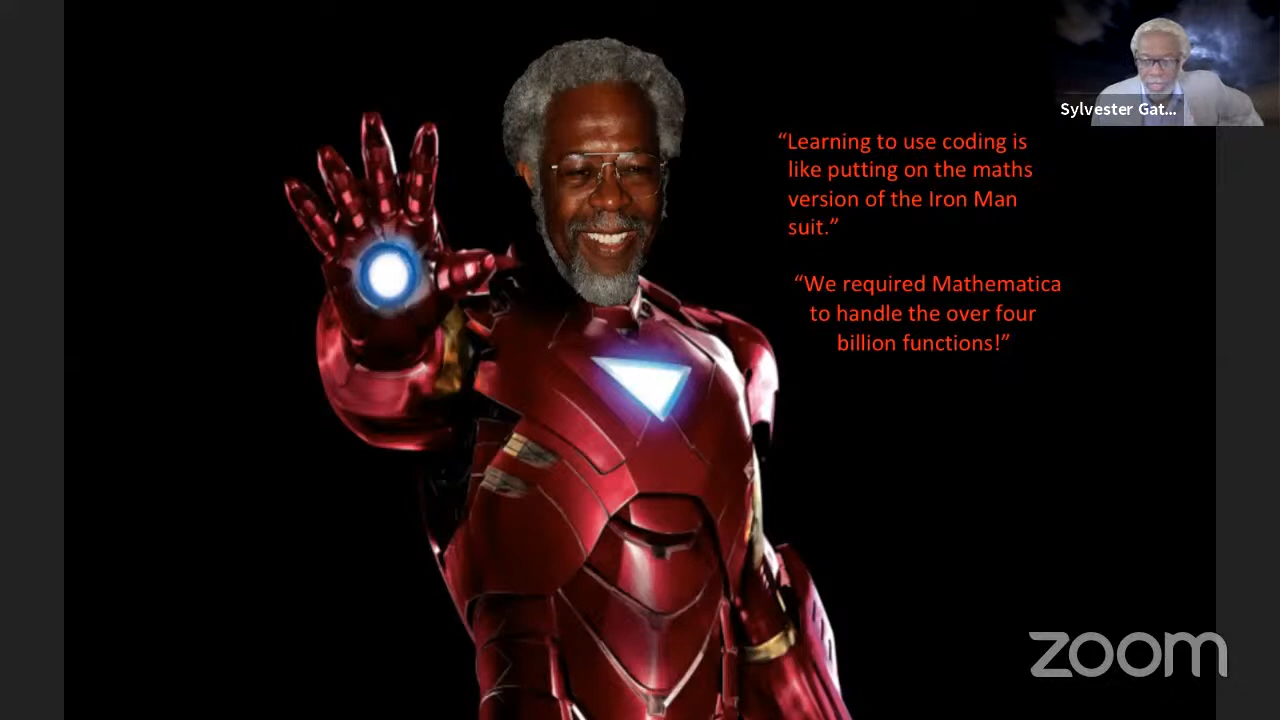 Sylvester Gat...
“Learning to use coding is
like putting on the maths
version of the Iron Man
suit.”
“We required Mathematica
to handle the over four
billion functions!”
zoom